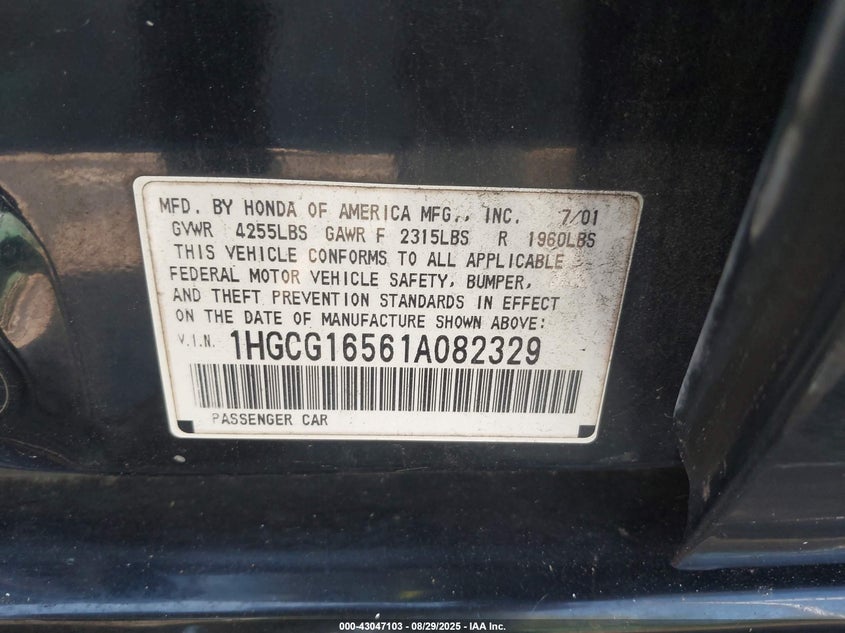 MFD. BY HONDA OF AMERICA MFG., INC. 7/01
GVWR 4255LBS GAWR F 2315LBS R 1960LBS
THIS VEHICLE CONFORMS TO ALL APPLICABLE
FEDERAL MOTOR VEHICLE SAFETY, BUMPER,
AND THEFT PREVENTION STANDARDS IN EFFECT
ON THE DATE OF MANUFACTURE SHOWN ABOVE:
V.I.N. 1HGCG16561A082329
PASSENGER CAR
000-43047103 - 08/29/2025 - IAA Inc.